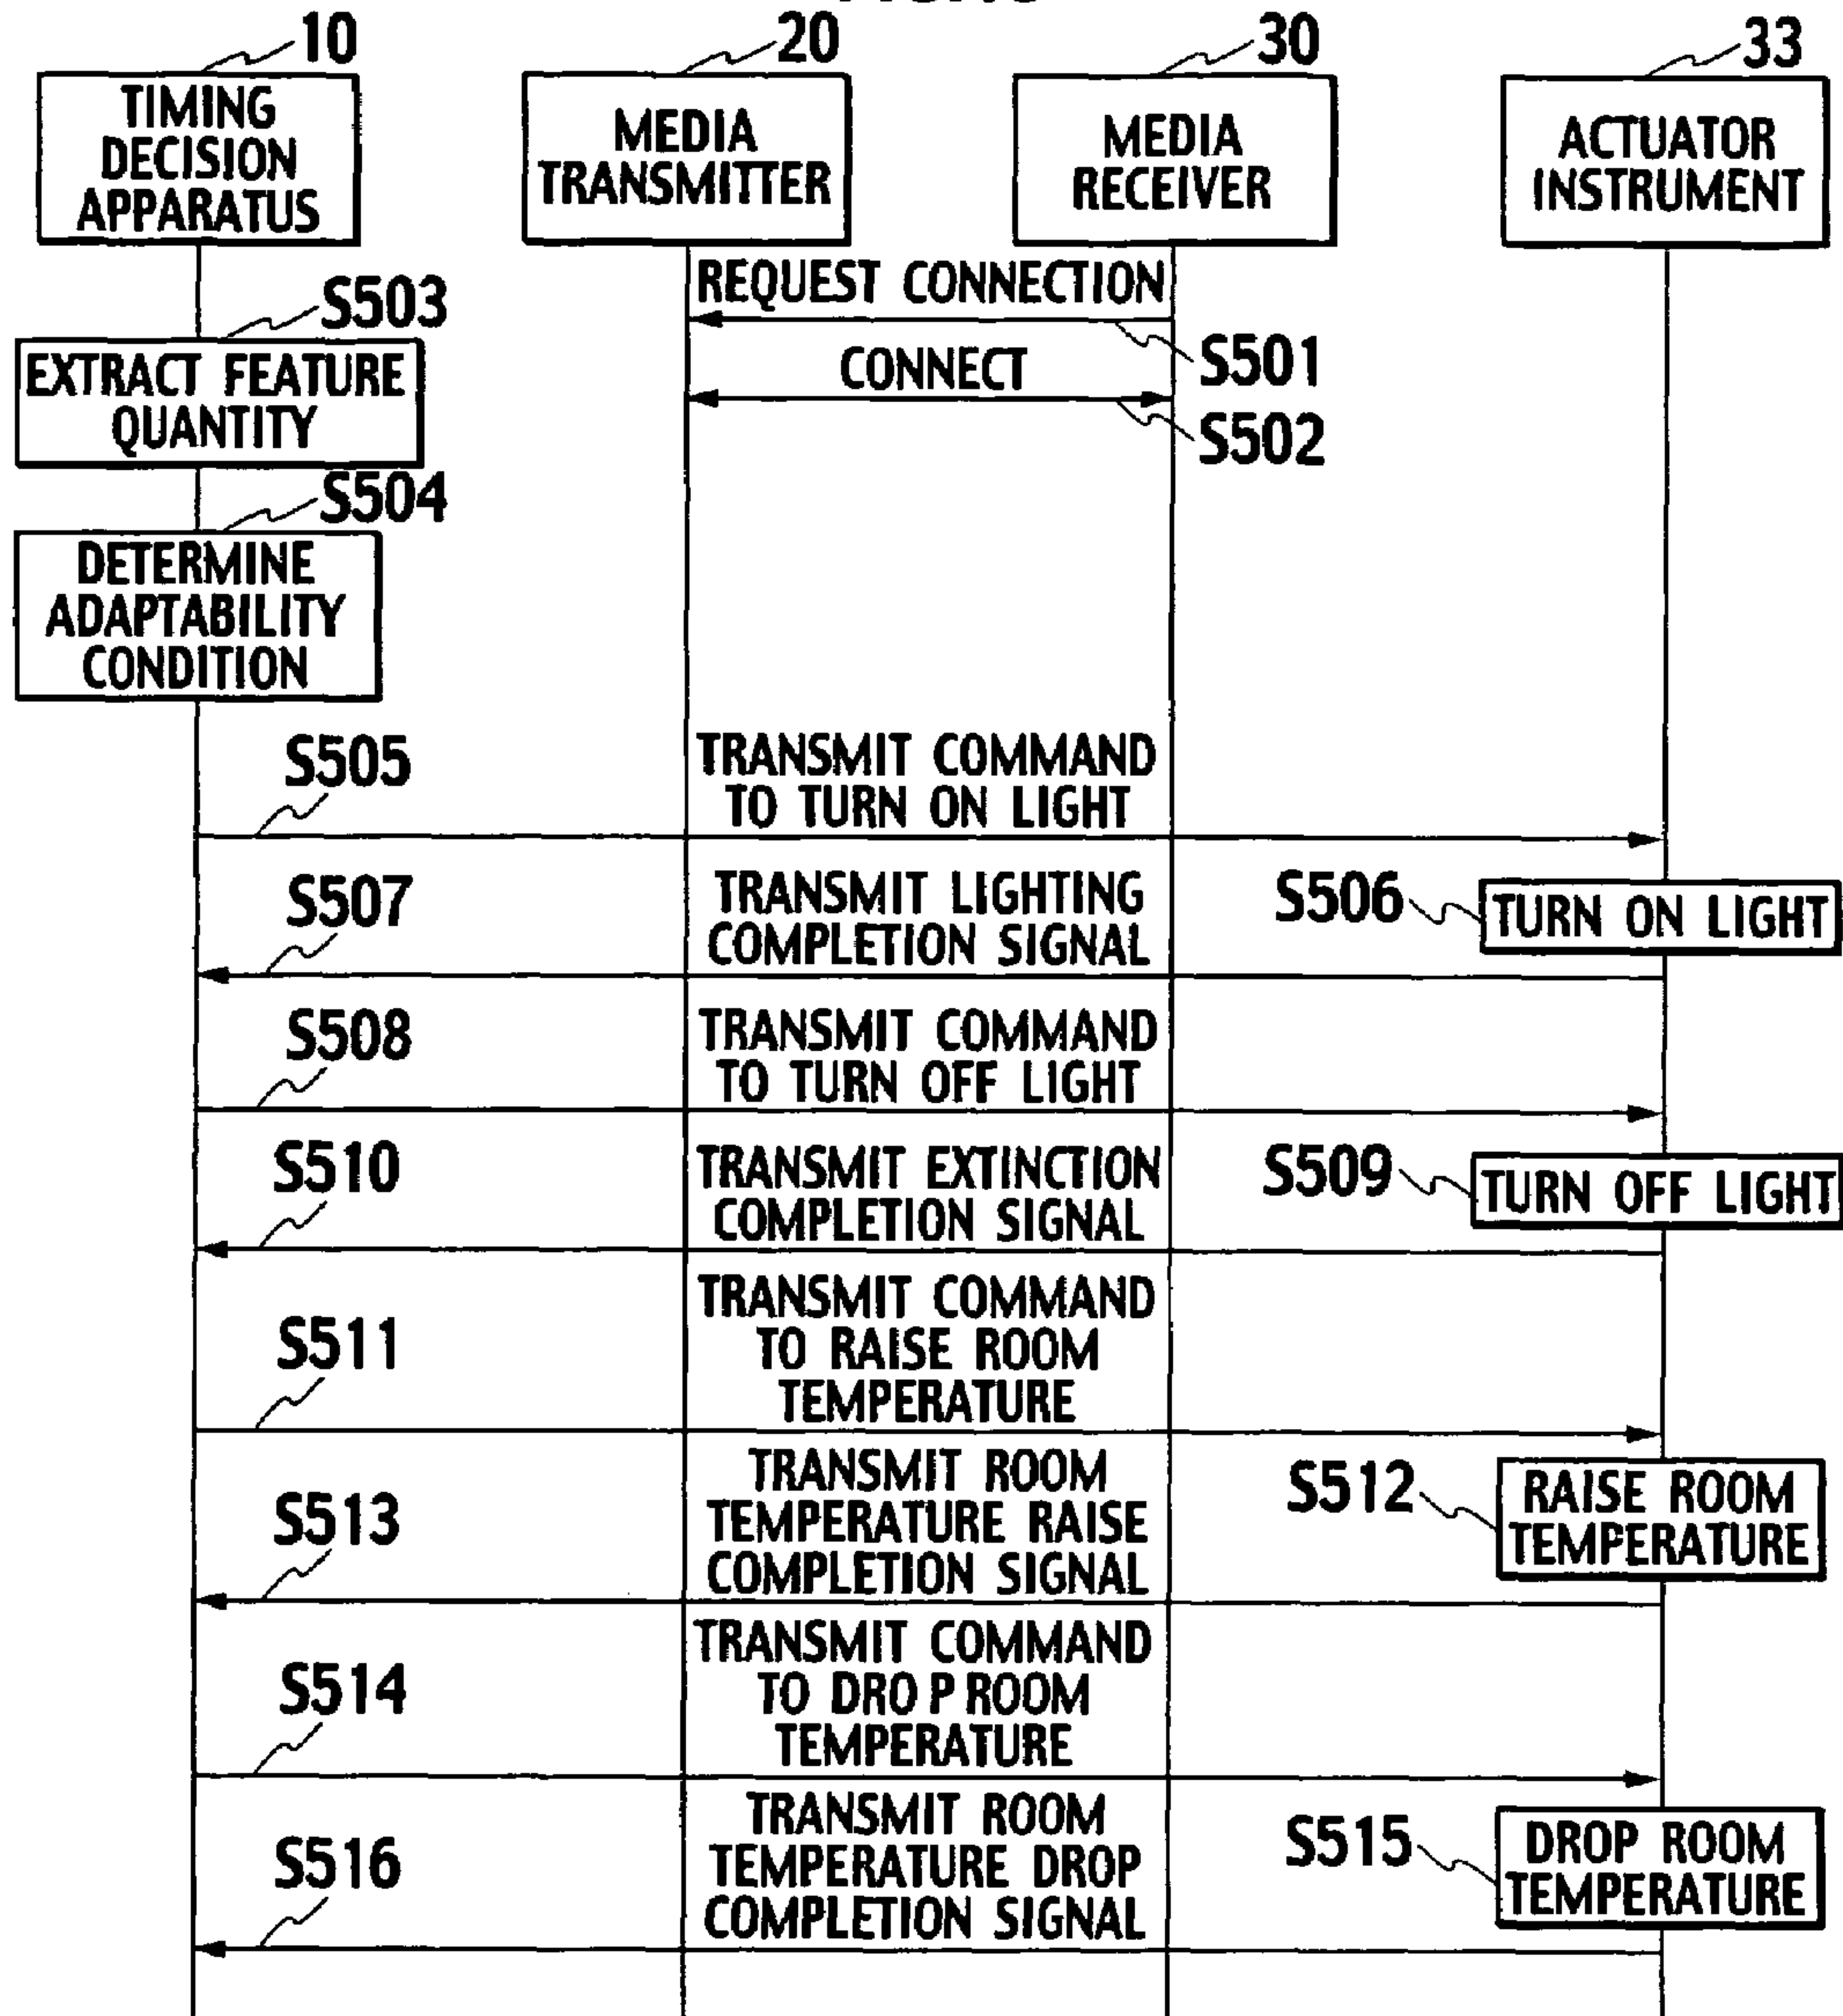 10
20
30
33
TIMING
DECISION
APPARATUS
MEDIA
TRANSMITTER
MEDIA
RECEIVER
ACTUATOR
INSTRUMENT
REQUEST CONNECTION
S501
CONNECT
S502
S503
EXTRACT FEATURE
QUANTITY
S504
DETERMINE
ADAPTABILITY
CONDITION
S505
TRANSMIT COMMAND
TO TURN ON LIGHT
S506
TURN ON LIGHT
S507
TRANSMIT LIGHTING
COMPLETION SIGNAL
S508
TRANSMIT COMMAND
TO TURN OFF LIGHT
S509
TURN OFF LIGHT
S510
TRANSMIT EXTINCTION
COMPLETION SIGNAL
S511
TRANSMIT COMMAND
TO RAISE ROOM
TEMPERATURE
S512
RAISE ROOM
TEMPERATURE
S513
TRANSMIT ROOM
TEMPERATURE RAISE
COMPLETION SIGNAL
S514
TRANSMIT COMMAND
TO DROP ROOM
TEMPERATURE
S515
DROP ROOM
TEMPERATURE
S516
TRANSMIT ROOM
TEMPERATURE DROP
COMPLETION SIGNAL